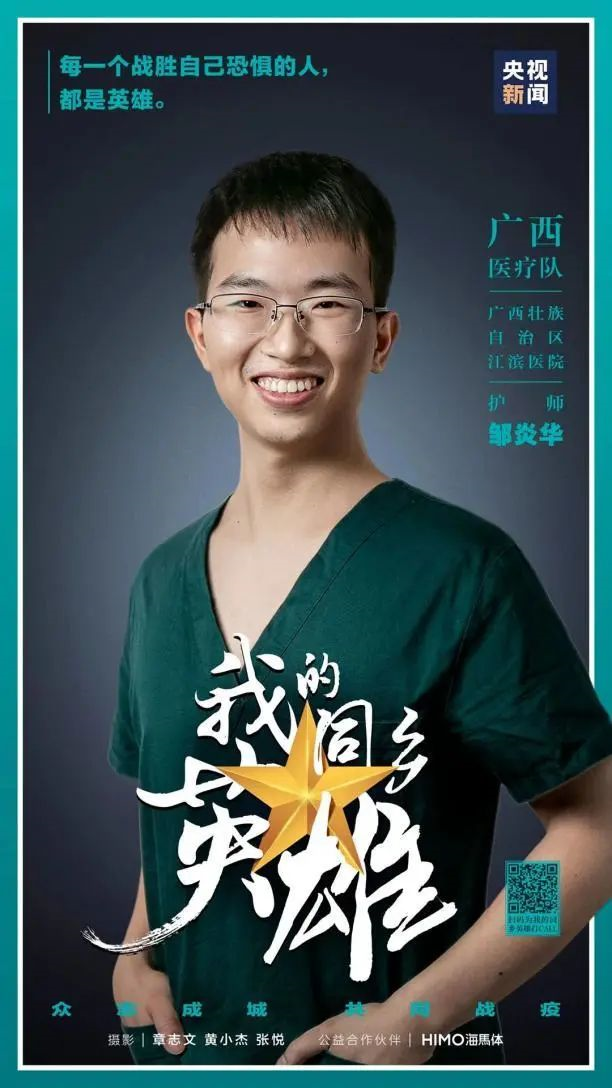 每一个战胜自己恐惧的人，
都是英雄。
央视
新闻
广西
医疗队
广西壮族
自治区
江滨医院
护师
邹炎华
我的同乡
英雄
扫码为我的同
乡英雄打CALL
众志成城 共同战疫
摄影 | 章志文 黄小杰 张悦 公益合作伙伴 | HIMO海馬体